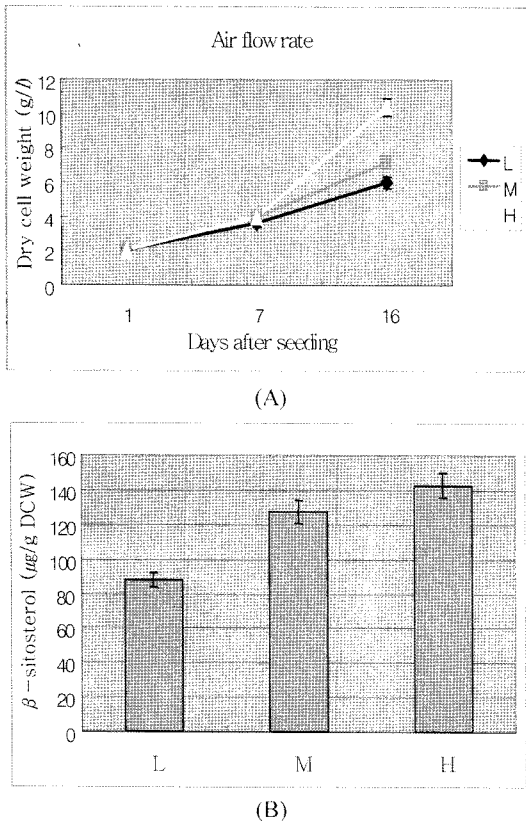 Air flow rate
Dry cell weight (g/l)
12
10
8
6
4
2
0
1 7 16
Days after seeding
L
M
H
(A)
β-sitosterol (μg/g DCW)
160
140
120
100
80
60
40
20
0
L M H
(B)